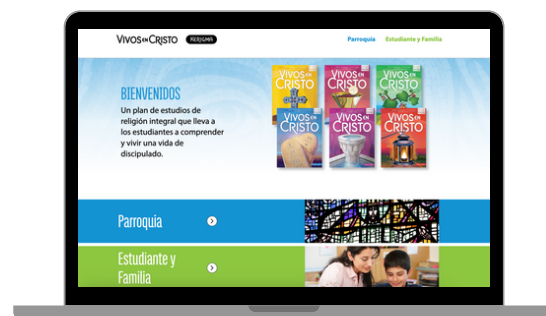 VIVOS EN CRISTO KERIGMA Parroquia Estudiante y Familia
BIENVENIDOS
Un plan de estudios de
religión integral que lleva a
los estudiantes a comprender
y vivir una vida de
discipulado.
VIVOS EN
CRISTO
VIVOS EN
CRISTO
VIVOS EN
CRISTO
VIVOS EN
CRISTO
VIVOS EN
CRISTO
VIVOS EN
CRISTO
Parroquia
Estudiante y
Familia